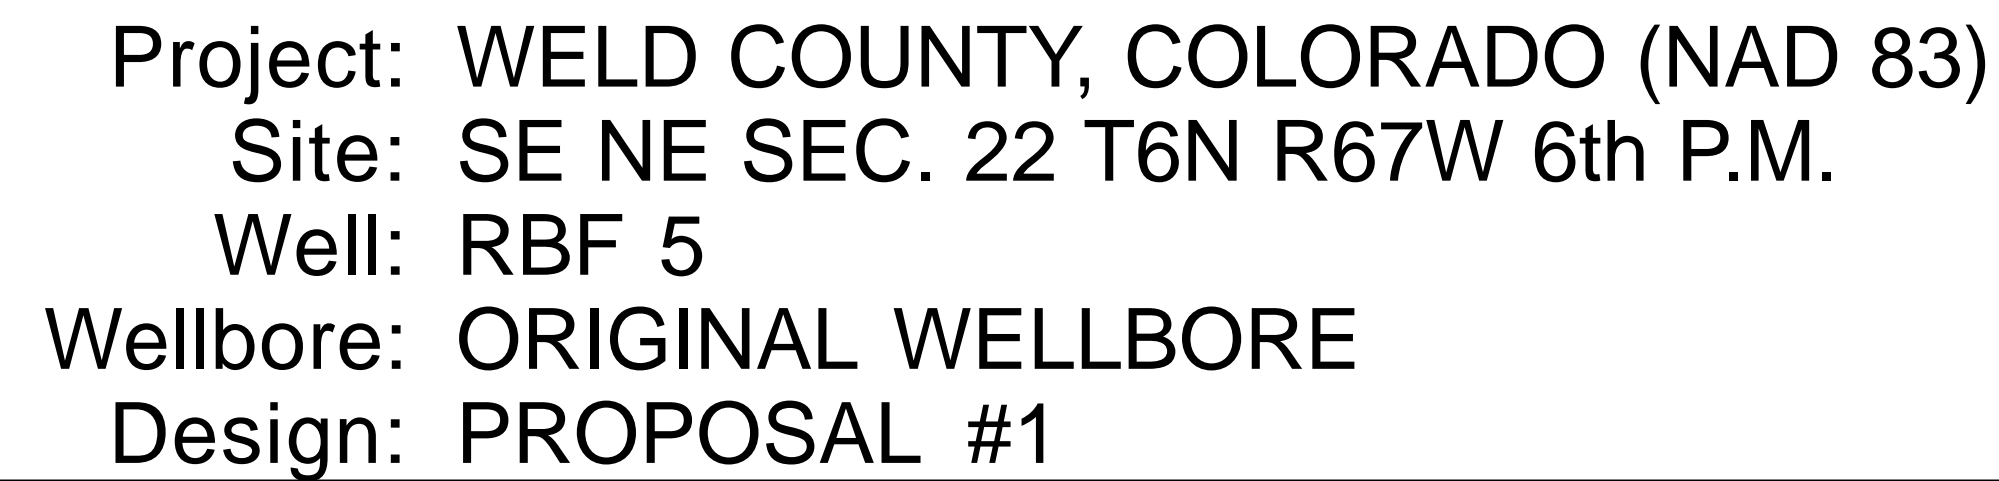 Project: WELD COUNTY, COLORADO (NAD 83)
Site: SE NE SEC. 22 T6N R67W 6th P.M.
Well: RBF 5
Wellbore: ORIGINAL WELLBORE
Design: PROPOSAL #1